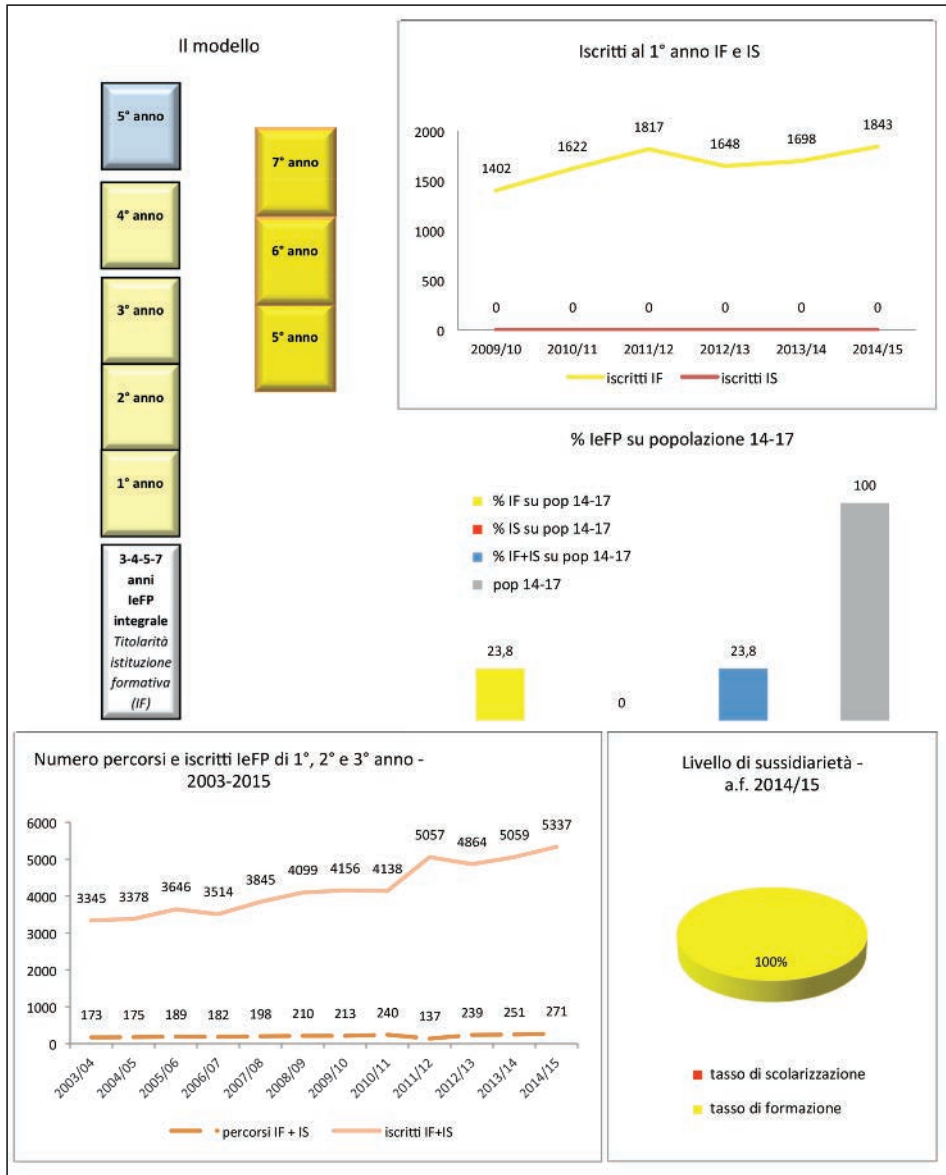 Il modello
5° anno
4° anno
3° anno
2° anno
1° anno
3-4-5-7
anni
IeFP
integrale
Titolarità
istituzione
formativa
(IF)
7° anno
6° anno
5° anno
Iscritti al 1° anno IF e IS
2000
1500
1000
500
0
1402
1622
1817
1648
1698
1843
0
0
0
0
0
0
2009/10
2010/11
2011/12
2012/13
2013/14
2014/15
iscritti IF
iscritti IS
% IeFP su popolazione 14-17
% IF su pop 14-17
% IS su pop 14-17
% IF+IS su pop 14-17
pop 14-17
23,8
0
23,8
100
Numero percorsi e iscritti IeFP di 1°, 2° e 3° anno -
2003-2015
6000
5000
4000
3000
2000
1000
0
3345
3378
3646
3514
3845
4099
4156
4138
5057
4864
5059
5337
173
175
189
182
198
210
213
240
137
239
251
271
2003/04
2004/05
2005/06
2006/07
2007/08
2008/09
2009/10
2010/11
2011/12
2012/13
2013/14
2014/15
percorsi IF + IS
iscritti IF+IS
Livello di sussidiarietà -
a.f. 2014/15
100%
tasso di scolarizzazione
tasso di formazione